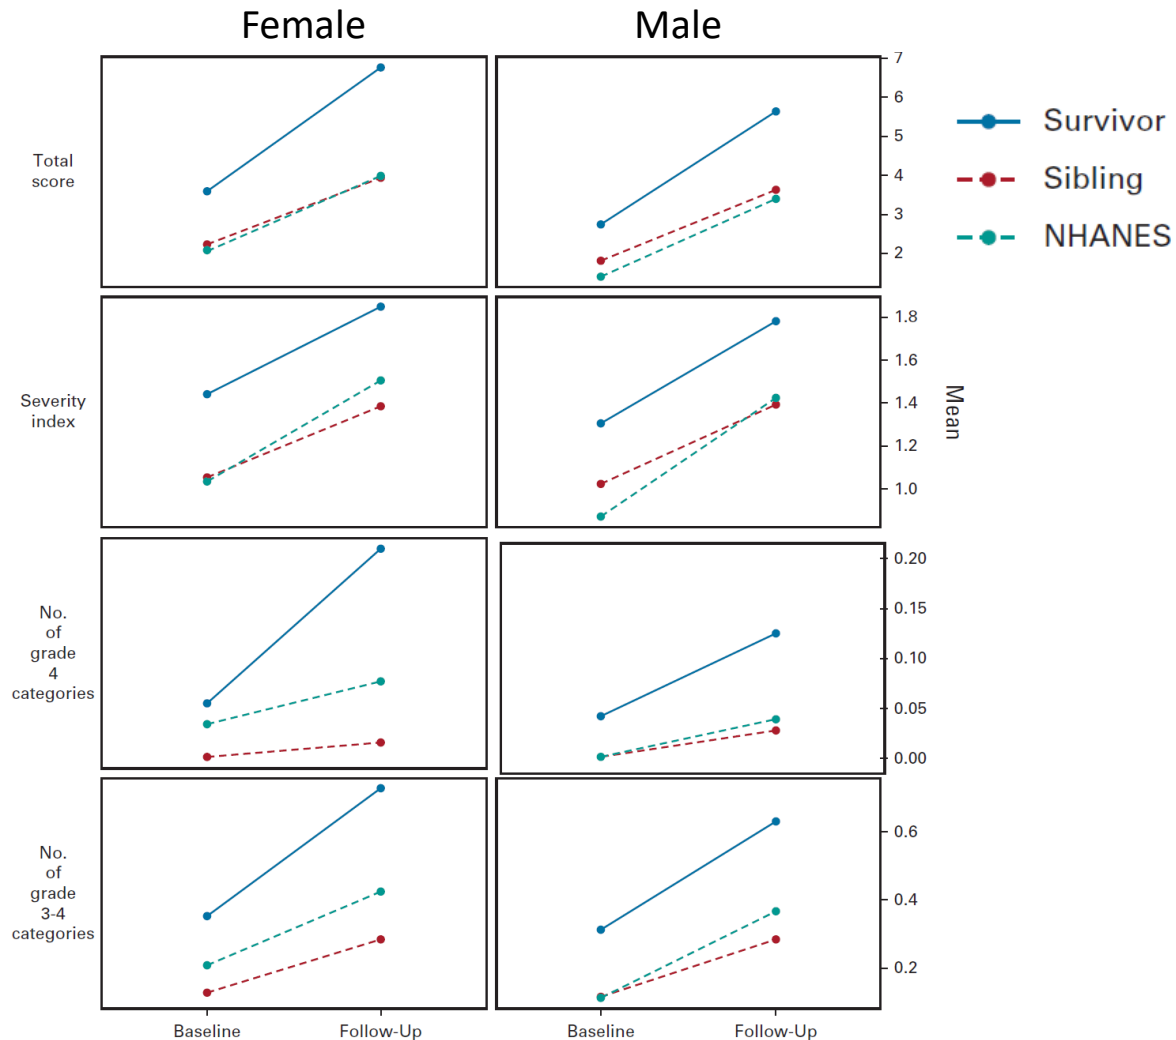 Female
Male
Total
score
7
6
5
4
3
2
Survivor
Sibling
NHANES
Severity
index
1.8
1.6
1.4
1.2
1.0
Mean
No.
of
grade
4
categories
0.20
0.15
0.10
0.05
0.00
No.
of
grade
3-4
categories
0.6
0.4
0.2
Baseline
Follow-Up
Baseline
Follow-Up